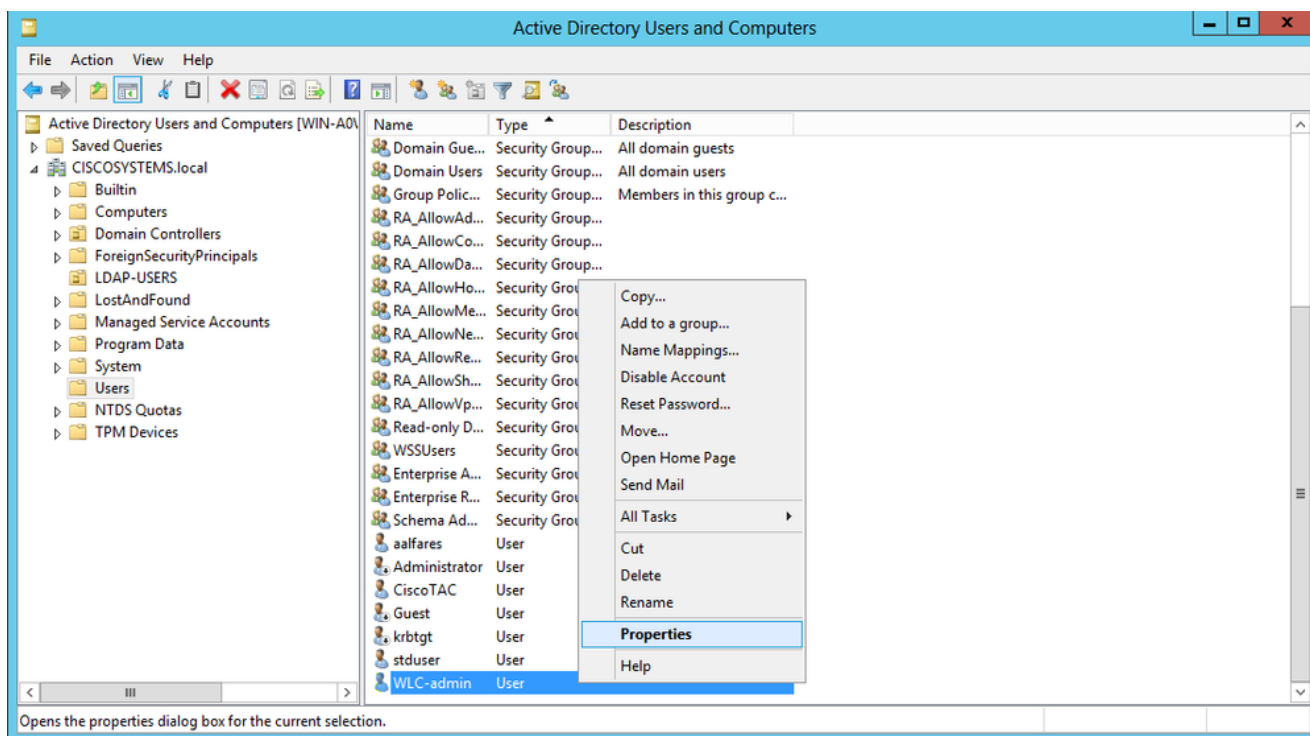 Active Directory Users and Computers
File Action View Help
Active Directory Users and Computers [WIN-A0V
Saved Queries
CISCOSYSTEMS.local
Builtin
Computers
Domain Controllers
ForeignSecurityPrincipals
LDAP-USERS
LostAndFound
Managed Service Accounts
Program Data
System
Users
NTDS Quotas
TPM Devices
Name Type Description
Domain Gue... Security Group... All domain guests
Domain Users Security Group... All domain users
Group Polic... Security Group... Members in this group c...
RA_AllowAd... Security Group...
RA_AllowCo... Security Group...
RA_AllowDa... Security Group...
RA_AllowHo... Security Grou
RA_AllowMe... Security Grou
RA_AllowNe... Security Grou
RA_AllowRe... Security Grou
RA_AllowSh... Security Grou
RA_AllowVp... Security Grou
Read-only D... Security Grou
WSSUsers Security Grou
Enterprise A... Security Grou
Enterprise R... Security Grou
Schema Ad... Security Grou
aalfares User
Administrator User
CiscoTAC User
Guest User
krbtgt User
stduser User
WLC-admin User
Copy...
Add to a group...
Name Mappings...
Disable Account
Reset Password...
Move...
Open Home Page
Send Mail
All Tasks
Cut
Delete
Rename
Properties
Help
Opens the properties dialog box for the current selection.